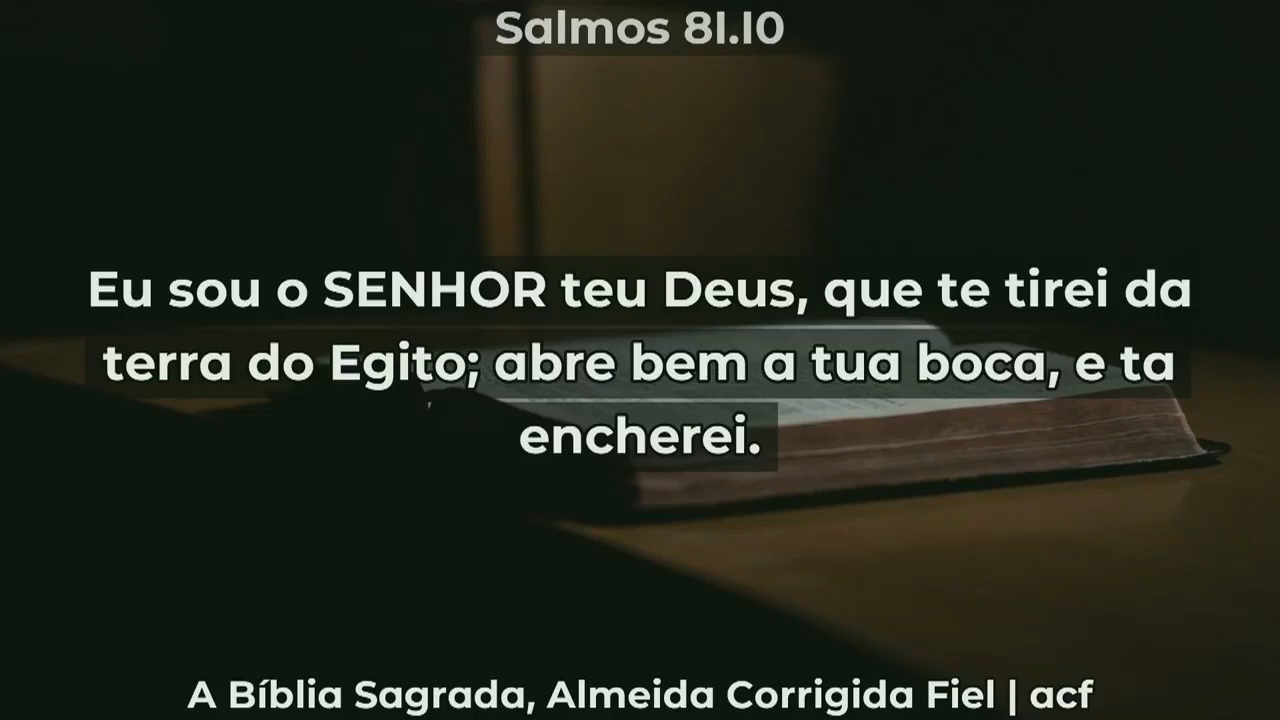 Salmos 81.10
Eu sou o SENHOR teu Deus, que te tirei da
terra do Egito; abre bem a tua boca, e ta
encherei.
A Bíblia Sagrada, Almeida Corrigida Fiel | acf